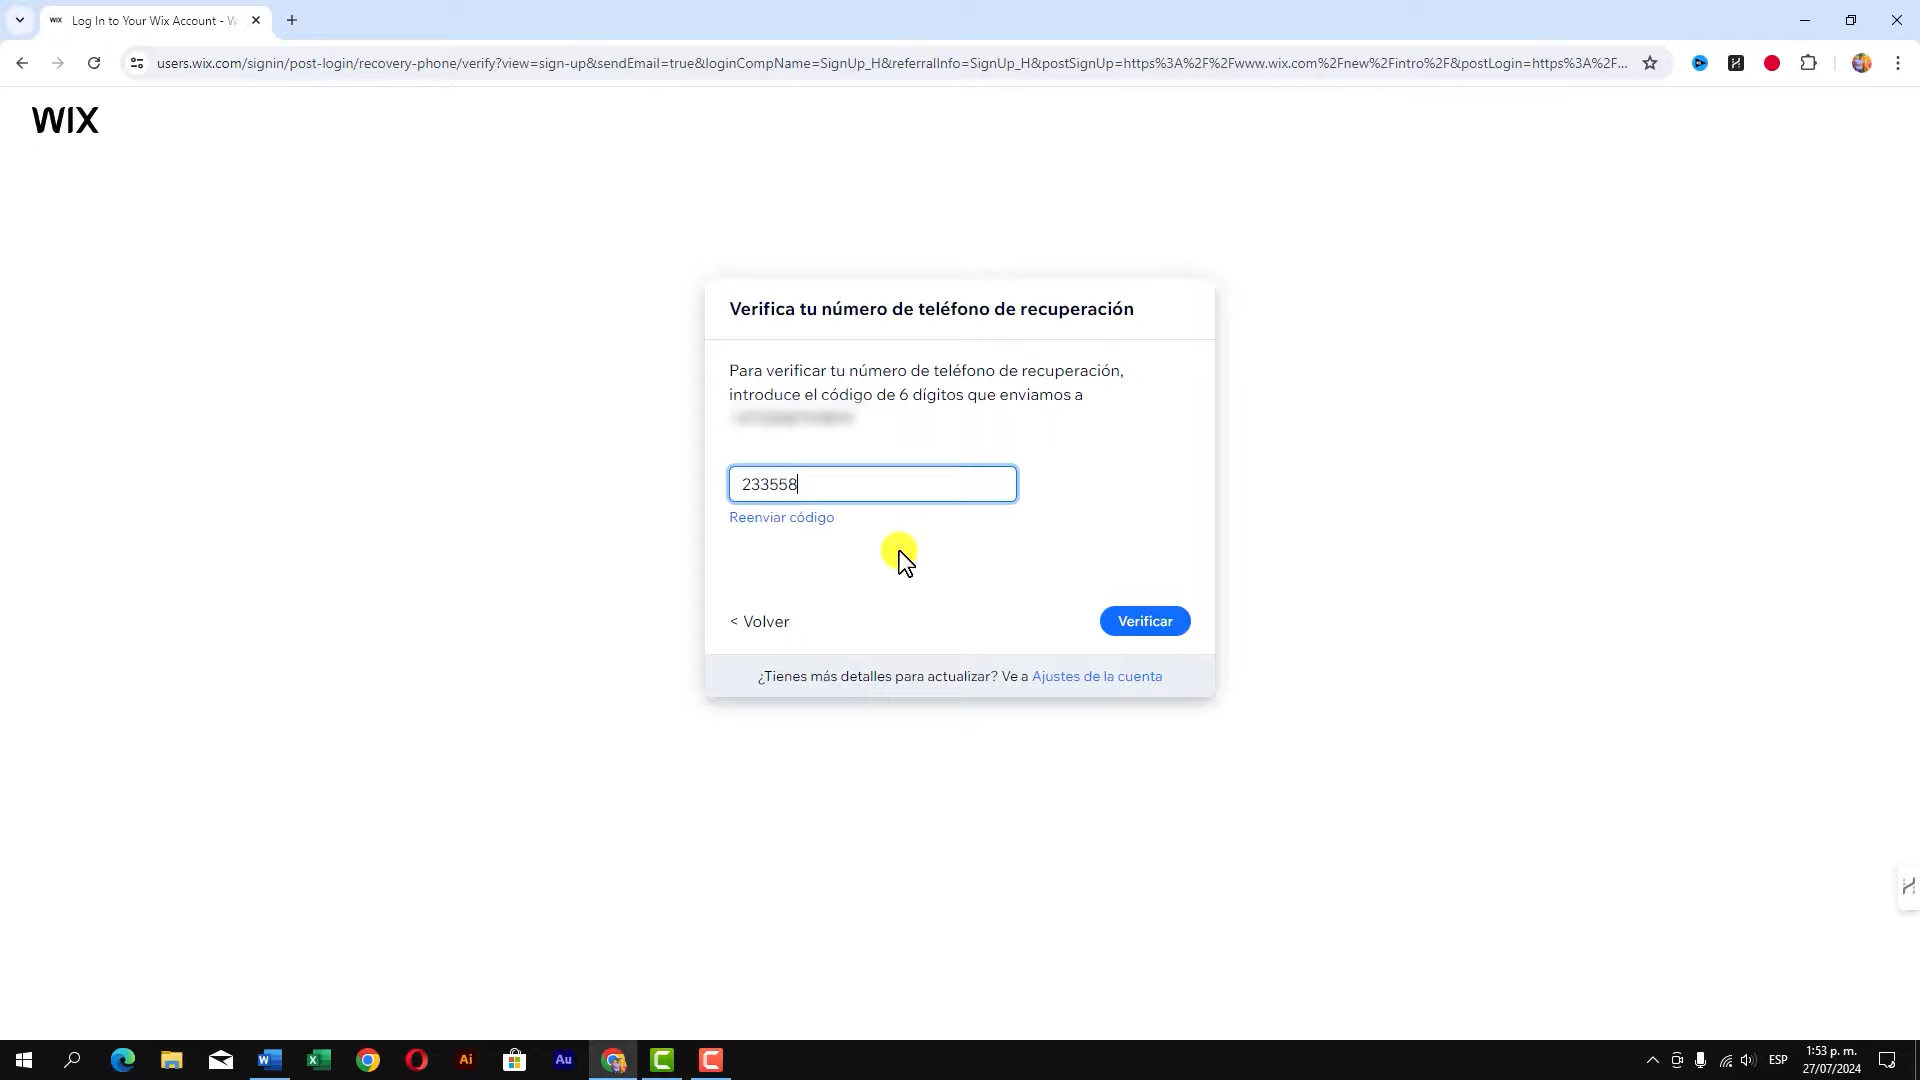 WIX Log In to Your Wix Account - W
users.wix.com/signin/post-login/recovery-phone/verify?view=sign-up&sendEmail=true&loginCompName=SignUp_H&referralInfo=SignUp_H&postSignUp=https%3A%2F%2Fwww.wix.com%2Fnew%2Fintro%2F&postLogin=https%3A%2F...
WIX
Verifica tu número de teléfono de recuperación
Para verificar tu número de teléfono de recuperación,
introduce el código de 6 dígitos que enviamos a
233558
Reenviar código
< Volver
Verificar
¿Tienes más detalles para actualizar? Ve a Ajustes de la cuenta
Ai
Au
ESP
1:53 p. m.
27/07/2024